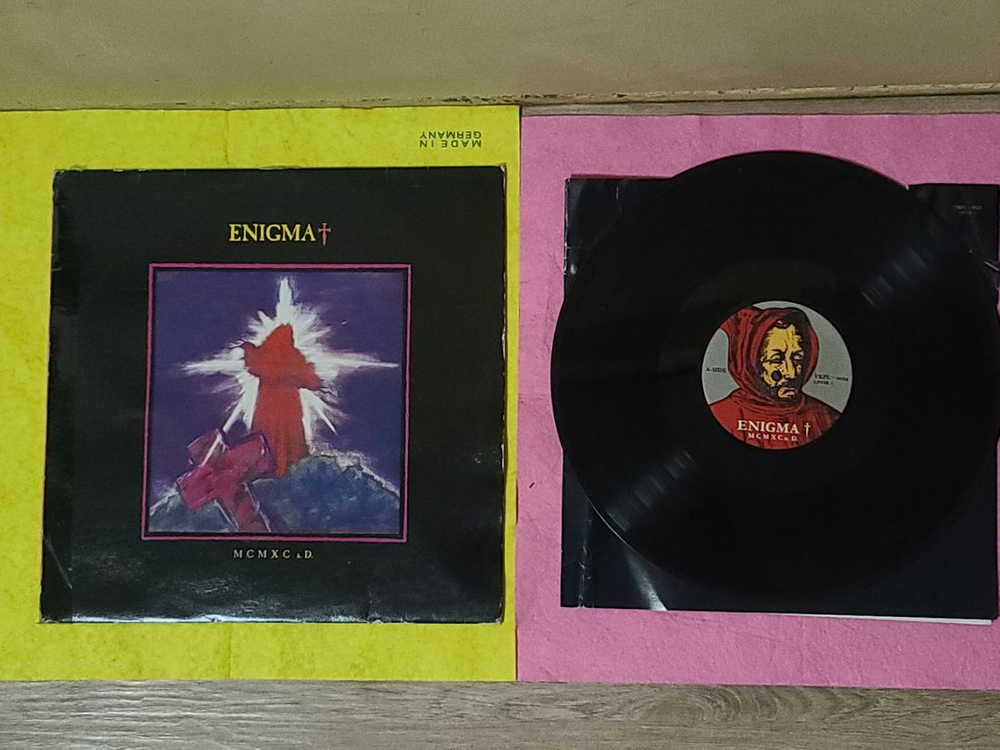 MADE IN
GERMANY
ENIGMA†
MCMXC a.D.
A-SIDE
ENIGMA †
MCMXC a.D.